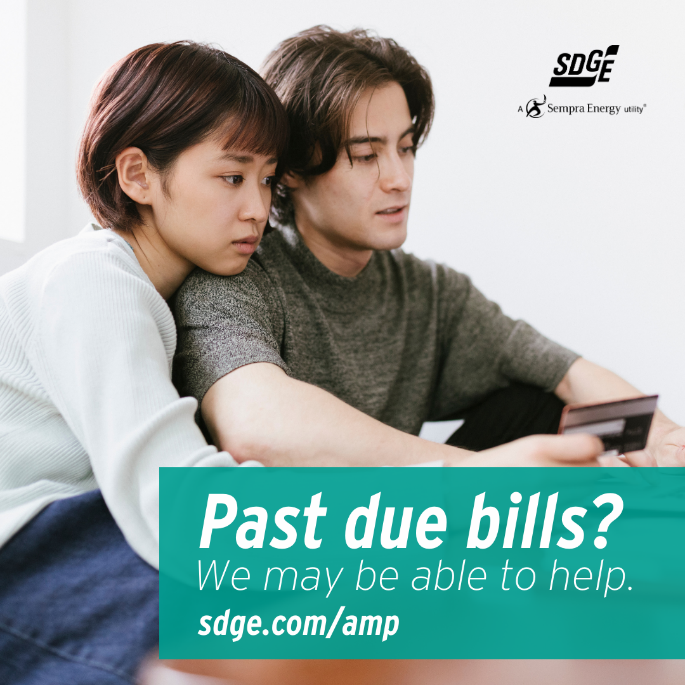 SDGE
A Sempra Energy utility®
Past due bills?
We may be able to help.
sdge.com/amp